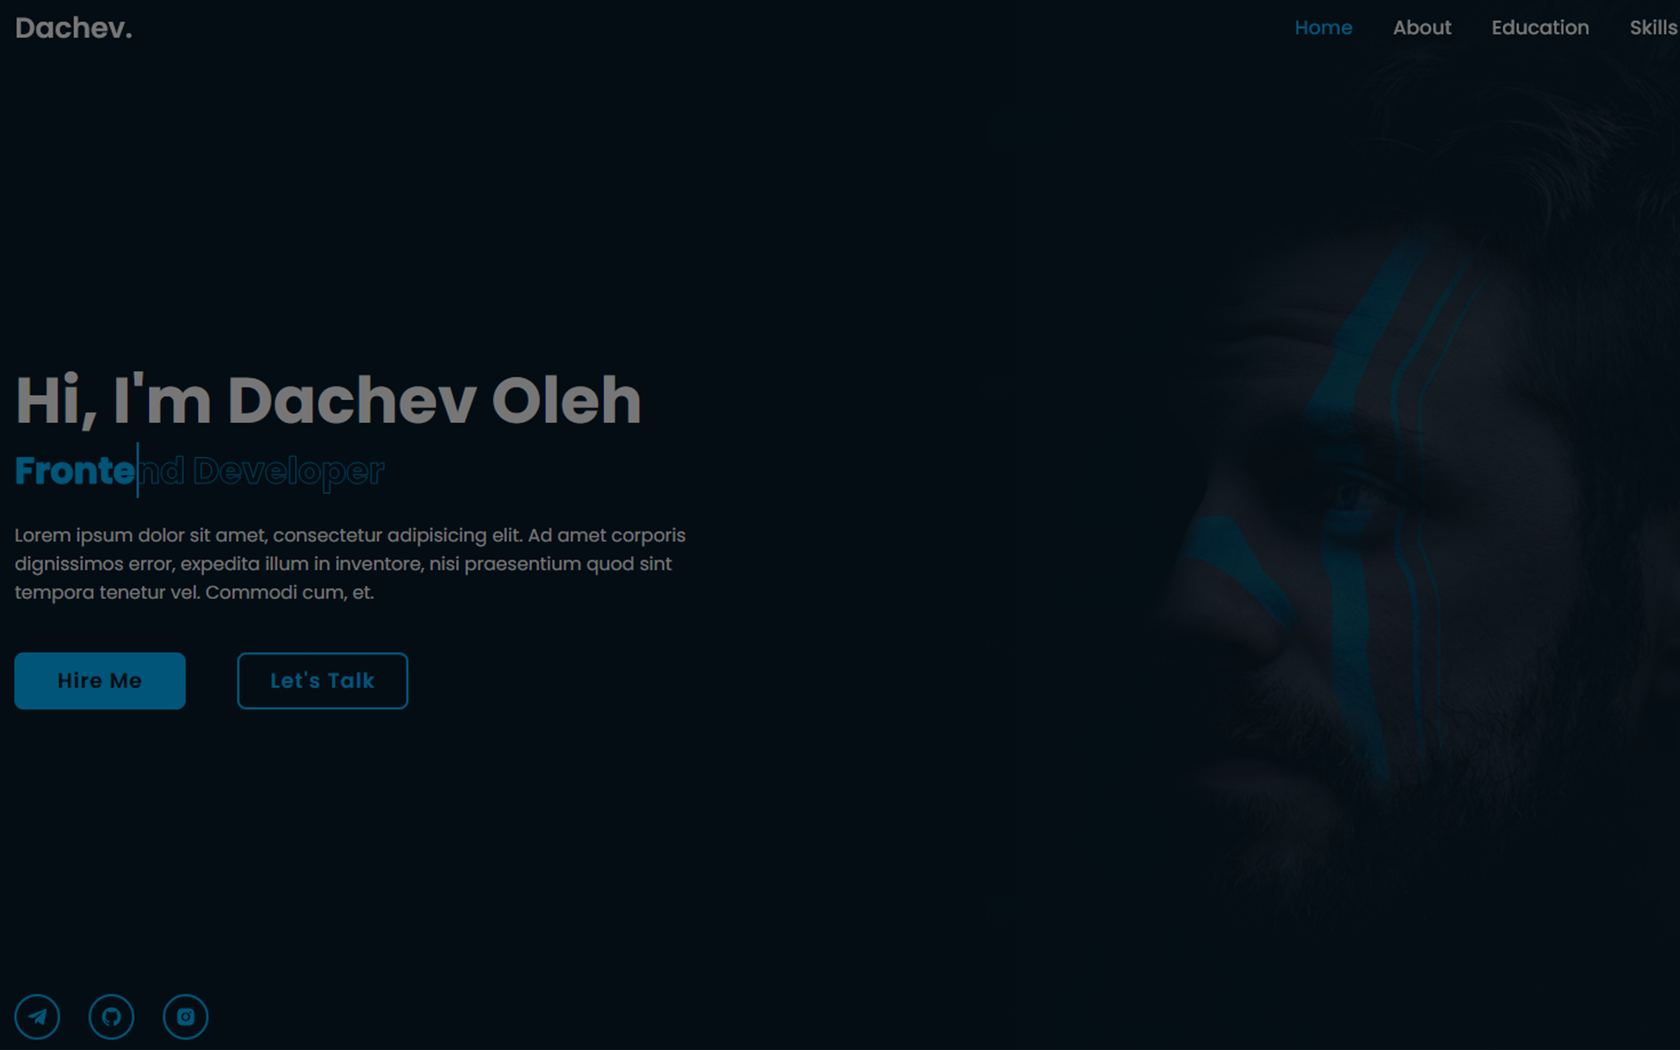 Dachev.
Home About Education Skills
Hi, I'm Dachev Oleh
Frontend Developer
Lorem ipsum dolor sit amet, consectetur adipisicing elit. Ad amet corporis
dignissimos error, expedita illum in inventore, nisi praesentium quod sint
tempora tenetur vel. Commodi cum, et.
Hire Me
Let's Talk